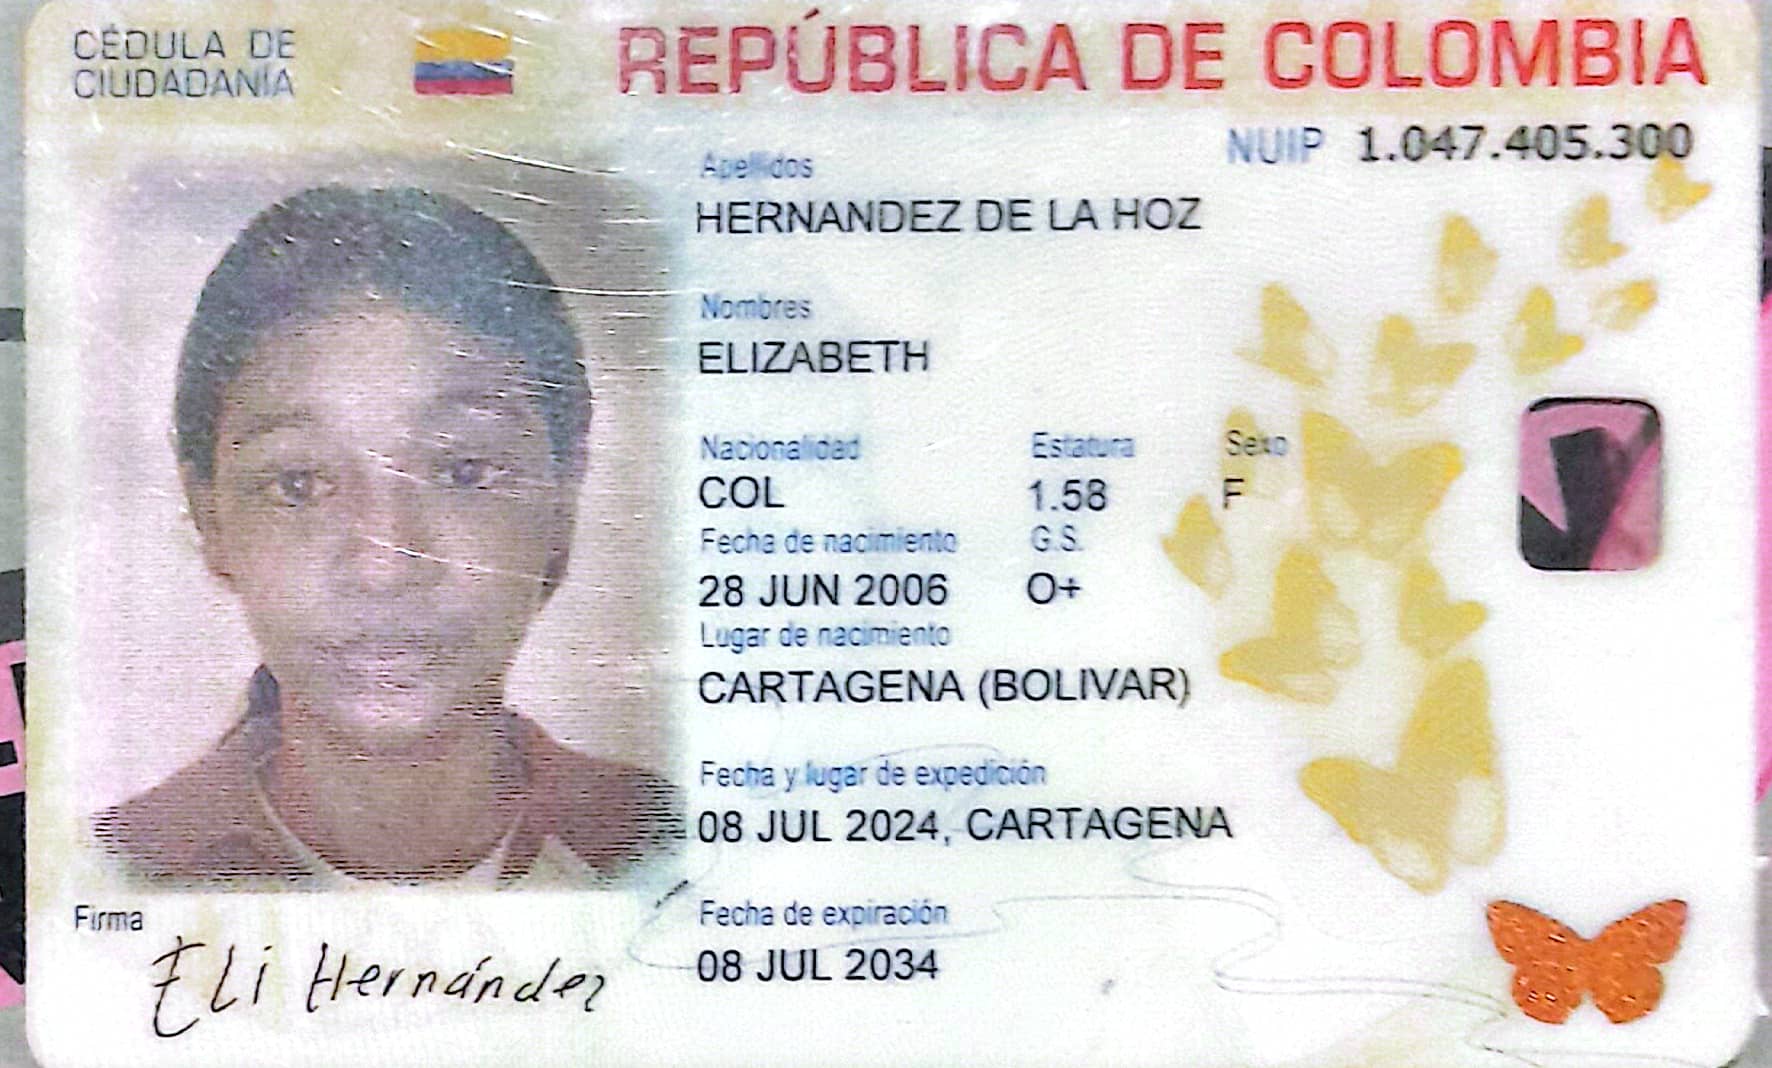 CÉDULA DE
CIUDADANÍA
REPÚBLICA DE COLOMBIA
NUIP 1.047.405.300
Apellidos
HERNANDEZ DE LA HOZ
Nombres
ELIZABETH
Nacionalidad Estatura Sexo
COL 1.58 F
Fecha de nacimiento G.S.
28 JUN 2006 O+
Lugar de nacimiento
CARTAGENA (BOLIVAR)
Fecha y lugar de expedición
08 JUL 2024, CARTAGENA
Fecha de expiración
08 JUL 2034
Firma
Eli Hernández